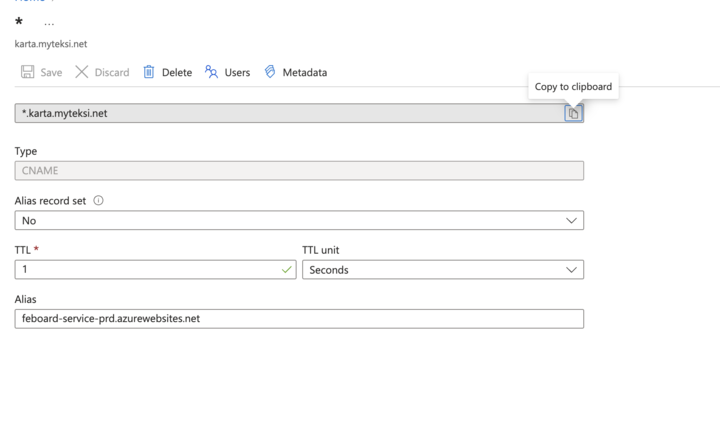 *
...
karta.myteksi.net
Save Discard Delete Users Metadata
Copy to clipboard
*.karta.myteksi.net
Type
CNAME
Alias record set
No
TTL *
TTL unit
1
Seconds
Alias
feboard-service-prd.azurewebsites.net